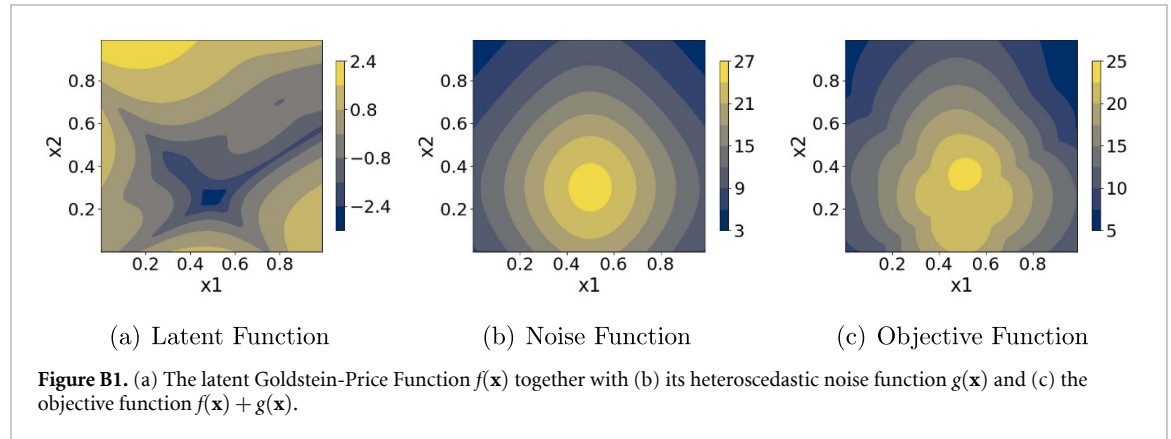 0.8
0.6
0.4
0.2
x2
0.2 0.4 0.6 0.8
x1
2.4
0.8
−0.8
−2.4
(a) Latent Function
0.8
0.6
0.4
0.2
x2
0.2 0.4 0.6 0.8
x1
27
21
15
9
3
(b) Noise Function
0.8
0.6
0.4
0.2
x2
0.2 0.4 0.6 0.8
x1
25
20
15
10
5
(c) Objective Function
Figure B1. (a) The latent Goldstein-Price Function f(x) together with (b) its heteroscedastic noise function g(x) and (c) the
objective function f(x) + g(x).